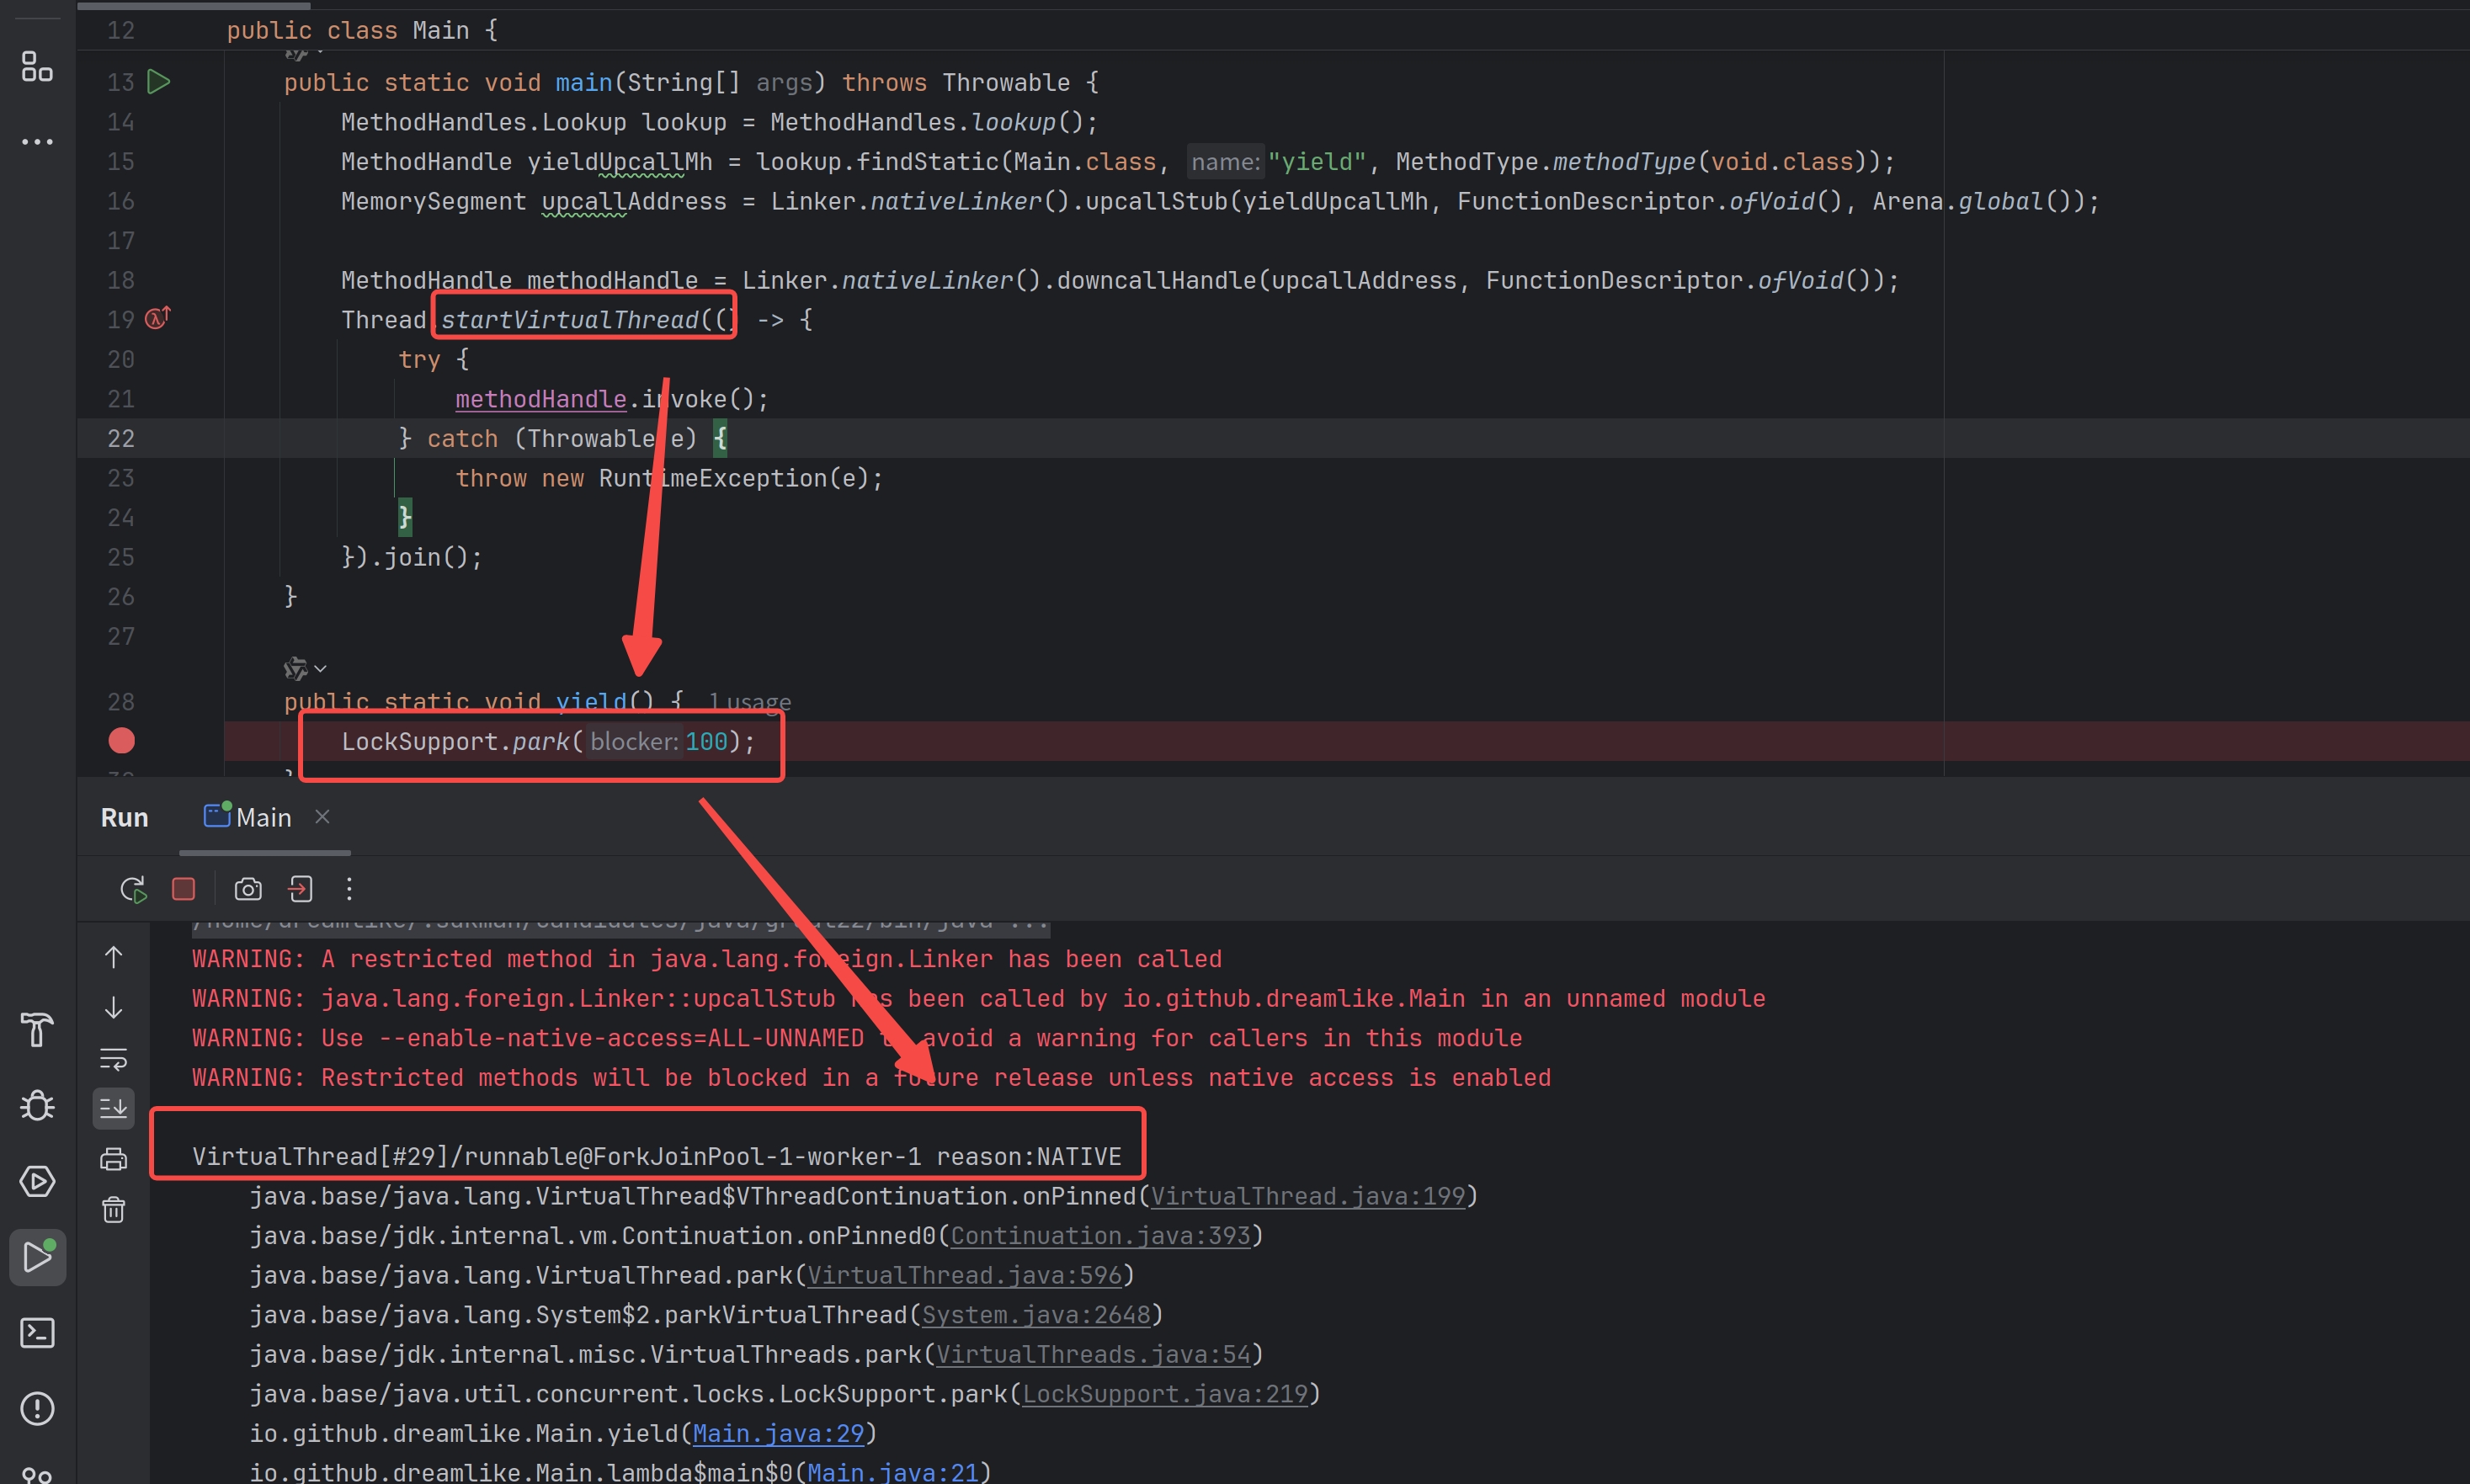 12 public class Main {
13 public static void main(String[] args) throws Throwable {
14 MethodHandles.Lookup lookup = MethodHandles.lookup();
15 MethodHandle yieldUpcallMh = lookup.findStatic(Main.class, name: "yield", MethodType.methodType(void.class));
16 MemorySegment upcallAddress = Linker.nativeLinker().upcallStub(yieldUpcallMh, FunctionDescriptor.ofVoid(), Arena.global());
17
18 MethodHandle methodHandle = Linker.nativeLinker().downcallHandle(upcallAddress, FunctionDescriptor.ofVoid());
19 Thread.startVirtualThread(() -> {
20 try {
21 methodHandle.invoke();
22 } catch (Throwable e) {
23 throw new RuntimeException(e);
24 }
25 }).join();
26 }
27
28 public static void yield() { 1 usage
LockSupport.park( blocker: 100);
Run Main
WARNING: A restricted method in java.lang.foreign.Linker has been called
WARNING: java.lang.foreign.Linker::upcallStub has been called by io.github.dreamlike.Main in an unnamed module
WARNING: Use --enable-native-access=ALL-UNNAMED to avoid a warning for callers in this module
WARNING: Restricted methods will be blocked in a future release unless native access is enabled
VirtualThread[#29]/runnable@ForkJoinPool-1-worker-1 reason:NATIVE
java.base/java.lang.VirtualThread$VThreadContinuation.onPinned(VirtualThread.java:199)
java.base/jdk.internal.vm.Continuation.onPinned0(Continuation.java:393)
java.base/java.lang.VirtualThread.park(VirtualThread.java:596)
java.base/java.lang.System$2.parkVirtualThread(System.java:2648)
java.base/jdk.internal.misc.VirtualThreads.park(VirtualThreads.java:54)
java.base/java.util.concurrent.locks.LockSupport.park(LockSupport.java:219)
io.github.dreamlike.Main.yield(Main.java:29)
io.github.dreamlike.Main.lambda$main$0(Main.java:21)